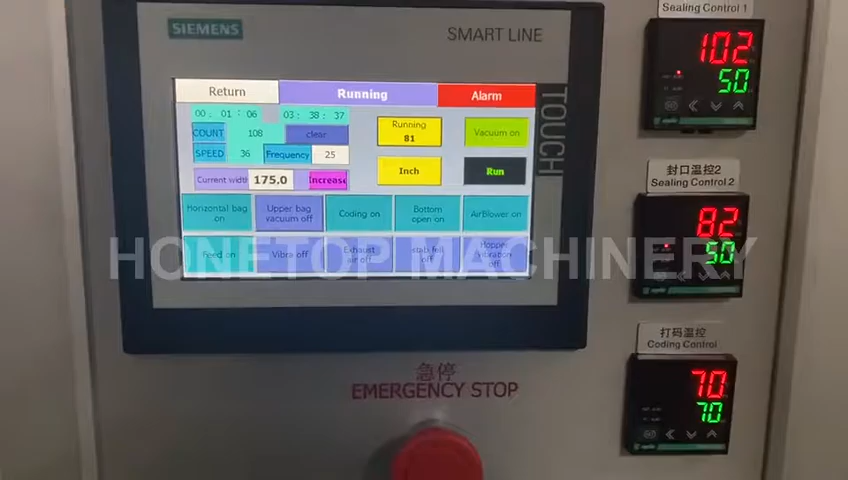 SIEMENS
SMART LINE
TOUCH
Return
Running
Alarm
00: 01: 06
03: 38: 37
COUNT
108
clear
SPEED
36
Frequency
25
Current width
175.0
Increase
Running
81
Vacuum on
Inch
Run
Horizontal bag
on
Upper bag
vacuum off
Coding on
Bottom
open on
AirBlower on
Feed on
Vibra off
Exhaust
air off
off
Hopper
vibration
off
HONETOP MACHINERY
急停
EMERGENCY STOP
Sealing Control 1
102
50
封口温控2
Sealing Control 2
82
50
打码温控
Coding Control
70
70